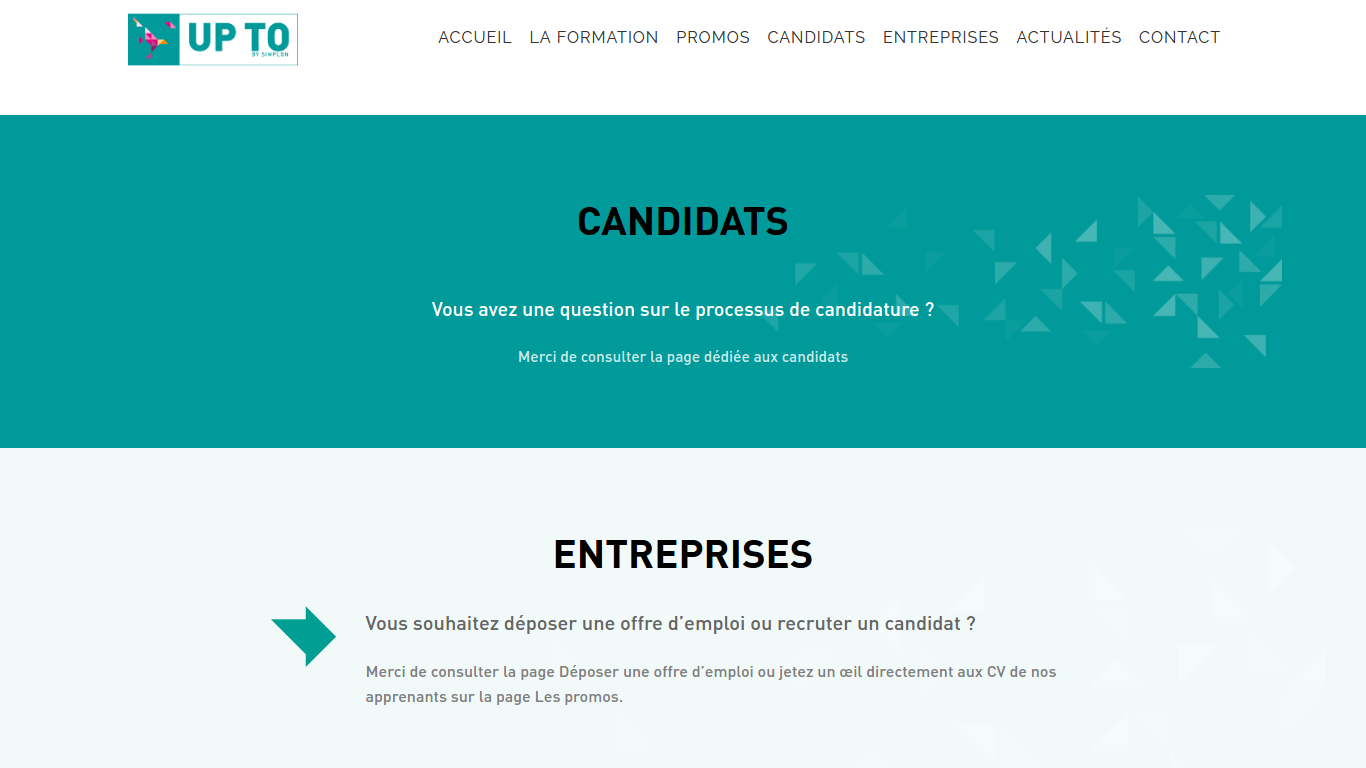 UP TO
BY SIMPLON
ACCUEIL LA FORMATION PROMOS CANDIDATS ENTREPRISES ACTUALITÉS CONTACT
CANDIDATS
Vous avez une question sur le processus de candidature ?
Merci de consulter la page dédiée aux candidats
ENTREPRISES
Vous souhaitez déposer une offre d’emploi ou recruter un candidat ?
Merci de consulter la page Déposer une offre d’emploi ou jetez un œil directement aux CV de nos
apprenants sur la page Les promos.